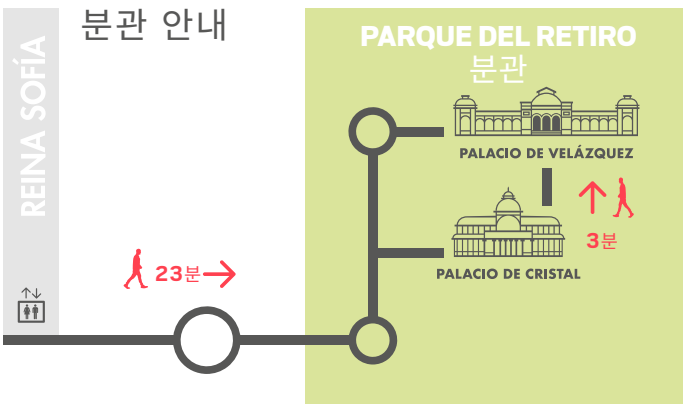 분관 안내
REINA SOFÍA
PARQUE DEL RETIRO
분관
PALACIO DE VELÁZQUEZ
3분
PALACIO DE CRISTAL
23분